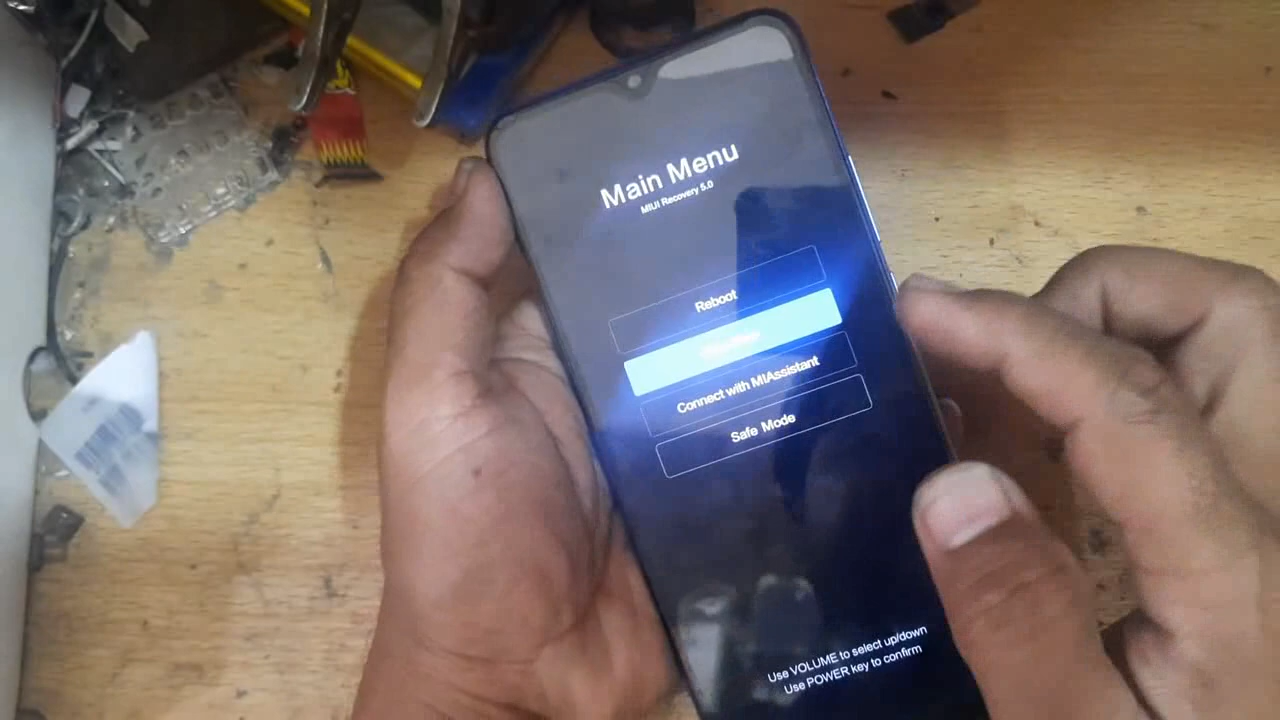 Main Menu
MIUI Recovery 5.0
Reboot
Connect with MIAssistant
Safe Mode
Use VOLUME to select up/down
Use POWER key to confirm